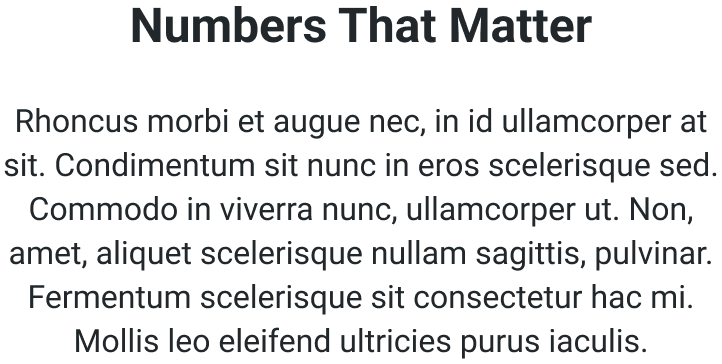 Numbers That Matter
Rhoncus morbi et augue nec, in id ullamcorper at
sit. Condimentum sit nunc in eros scelerisque sed.
Commodo in viverra nunc, ullamcorper ut. Non,
amet, aliquet scelerisque nullam sagittis, pulvinar.
Fermentum scelerisque sit consectetur hac mi.
Mollis leo eleifend ultricies purus iaculis.